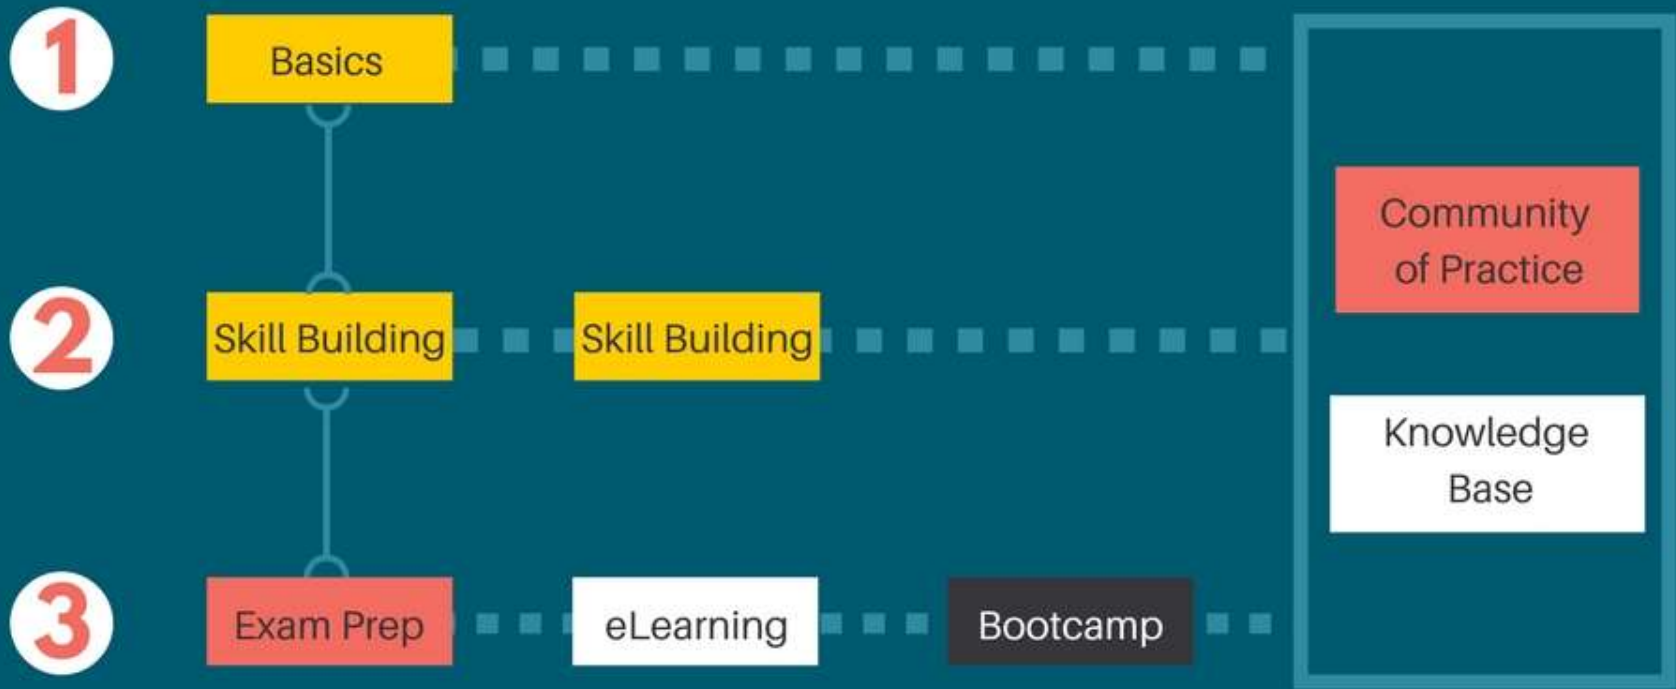 1
Basics
2
Skill Building
Skill Building
3
Exam Prep
eLearning
Bootcamp
Community
of Practice
Knowledge
Base